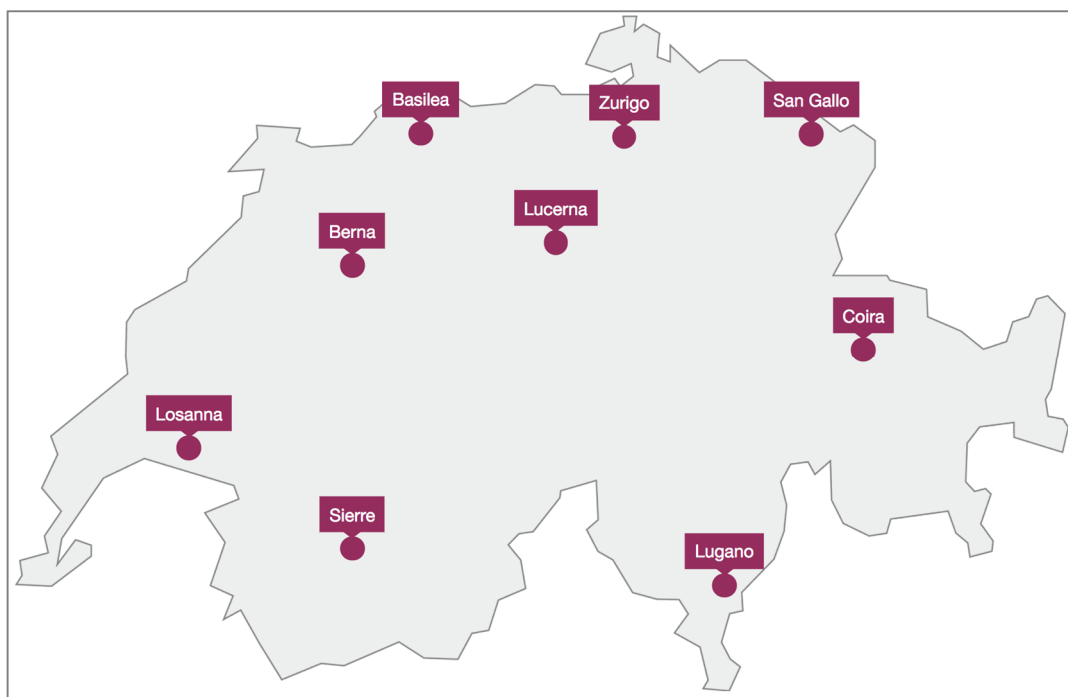 Basilea
Zurigo
San Gallo
Lucerna
Berna
Coira
Losanna
Sierre
Lugano